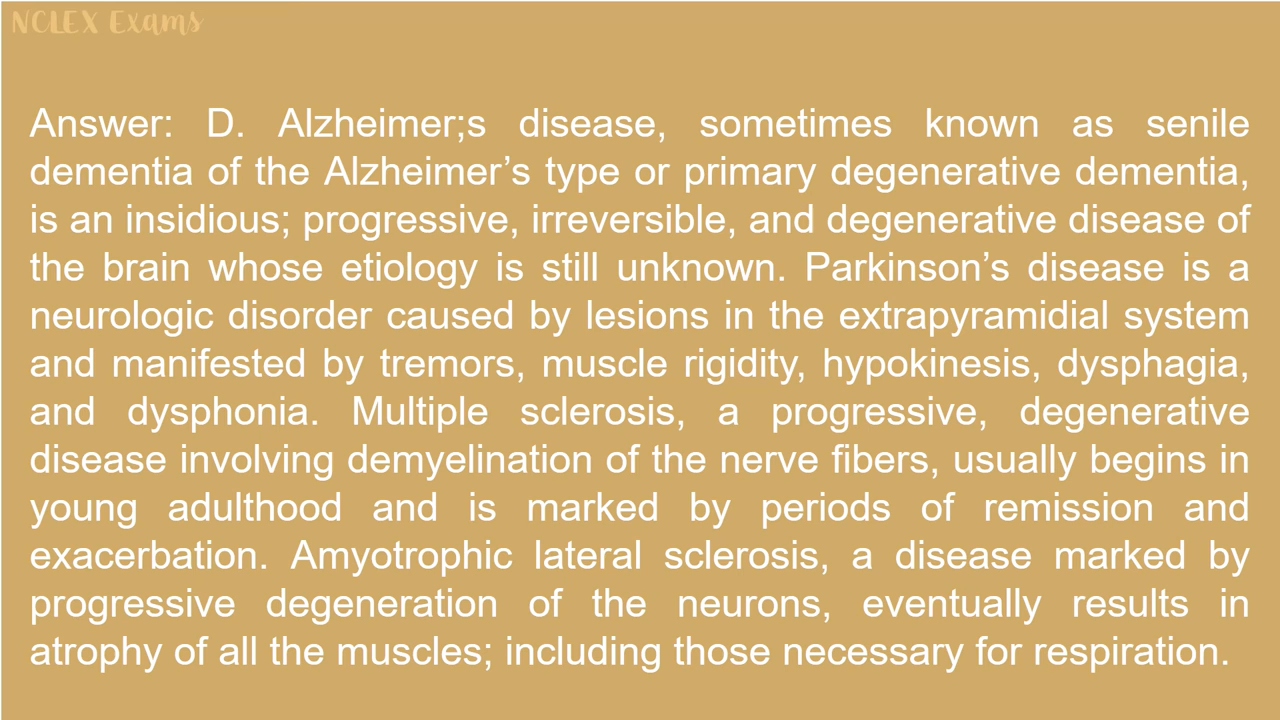 NCLEX Exams
Answer: D. Alzheimer;s disease, sometimes known as senile
dementia of the Alzheimer’s type or primary degenerative dementia,
is an insidious; progressive, irreversible, and degenerative disease of
the brain whose etiology is still unknown. Parkinson’s disease is a
neurologic disorder caused by lesions in the extrapyramidial system
and manifested by tremors, muscle rigidity, hypokinesis, dysphagia,
and dysphonia. Multiple sclerosis, a progressive, degenerative
disease involving demyelination of the nerve fibers, usually begins in
young adulthood and is marked by periods of remission and
exacerbation. Amyotrophic lateral sclerosis, a disease marked by
progressive degeneration of the neurons, eventually results in
atrophy of all the muscles; including those necessary for respiration.